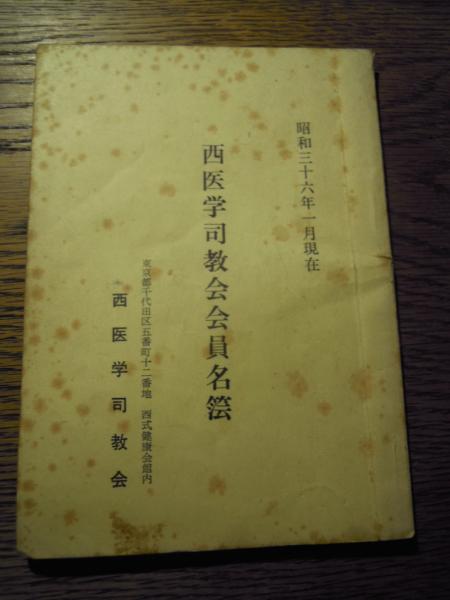 昭和三十六年一月現在
西医学司教会会員名簿
東京都千代田区五番町十二番地 西式健康会館内
西医学司教会